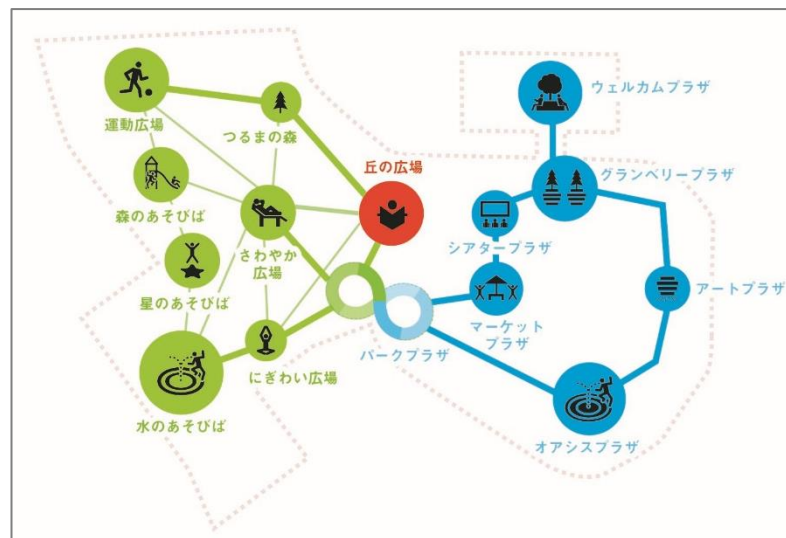 ウェルカムプラザ
運動広場
つるまの森
丘の広場
グランベリープラザ
森のあそびば
さわやか
広場
シアタープラザ
星のあそびば
アートプラザ
マーケット
プラザ
パークプラザ
にぎわい広場
水のあそびば
オアシスプラザ